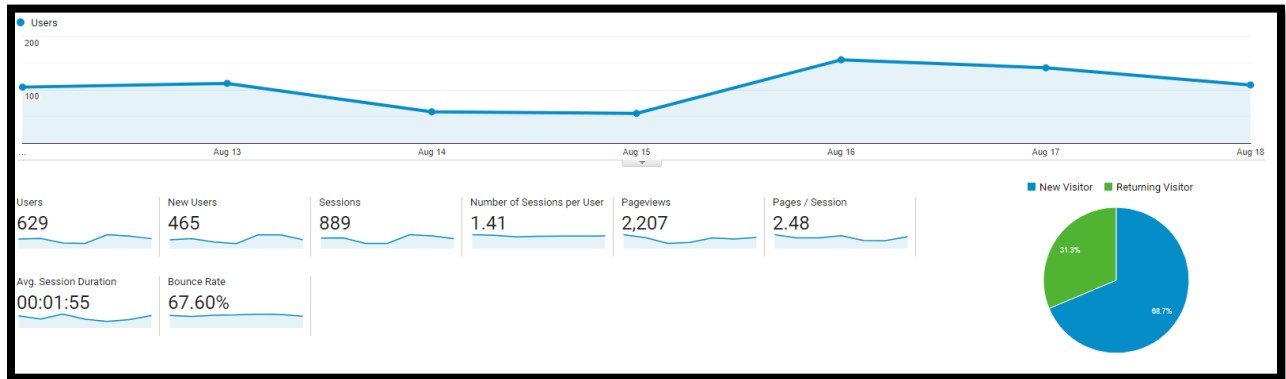 Users
200
100
... Aug 13 Aug 14 Aug 15 Aug 16 Aug 17 Aug 18
New Visitor Returning Visitor
Users New Users Sessions Number of Sessions per User Pageviews Pages / Session
629 465 889 1.41 2,207 2.48
31.3%
Avg. Session Duration Bounce Rate
00:01:55 67.60%
68.7%